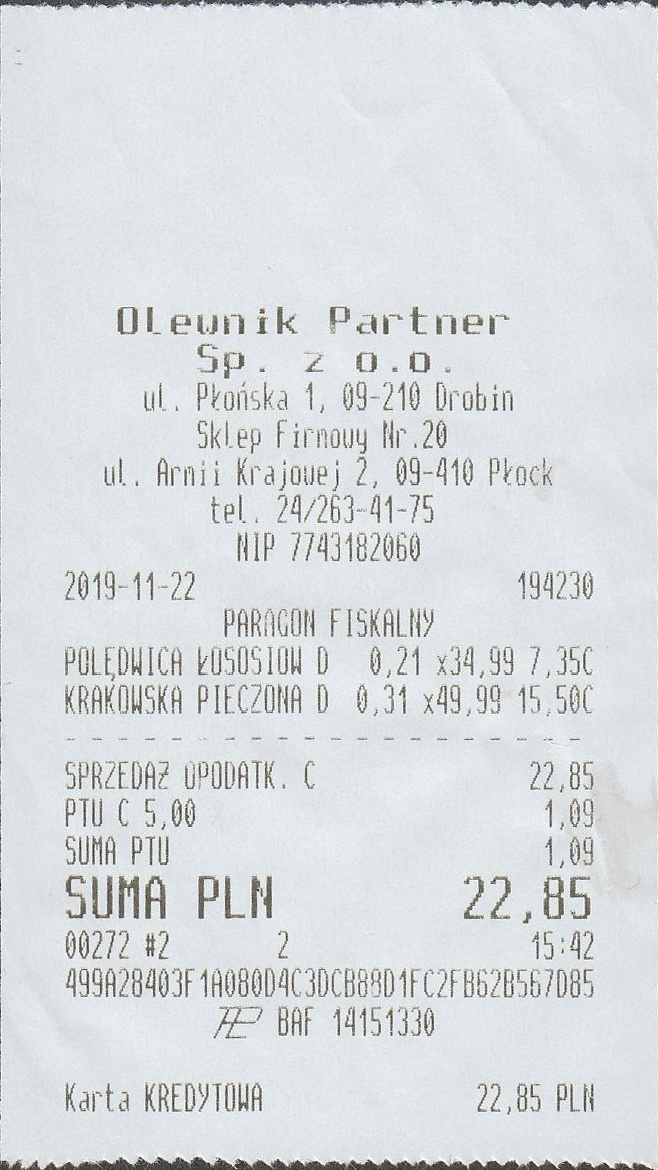 Olewnik Partner
Sp. z o.o.
ul. Płońska 1, 09-210 Drobin
Sklep Firmowy Nr.20
ul. Armii Krajowej 2, 09-410 Płock
tel. 24/263-41-75
NIP 7743182060
2019-11-22 194230
PARAGON FISKALNY
POLĘDWICA ŁOSOSIOW D 0,21 x34,99 7,35C
KRAKOWSKA PIECZONA D 0,31 x49,99 15,50C
SPRZEDAŻ OPODATK. C 22,85
PTU C 5,00 1,09
SUMA PTU 1,09
SUMA PLN 22,85
00272 #2 2 15:42
499A28403F1A080D4C3DCB88D1FC2FB62B567D85
BAF 14151330
Karta KREDYTOWA 22,85 PLN